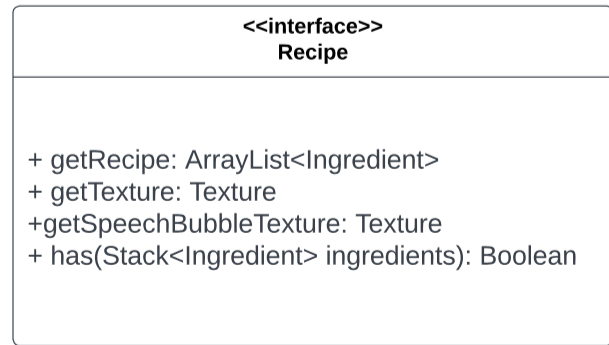 <<interface>>
Recipe
+ getRecipe: ArrayList<Ingredient>
+ getTexture: Texture
+getSpeechBubbleTexture: Texture
+ has(Stack<Ingredient> ingredients): Boolean